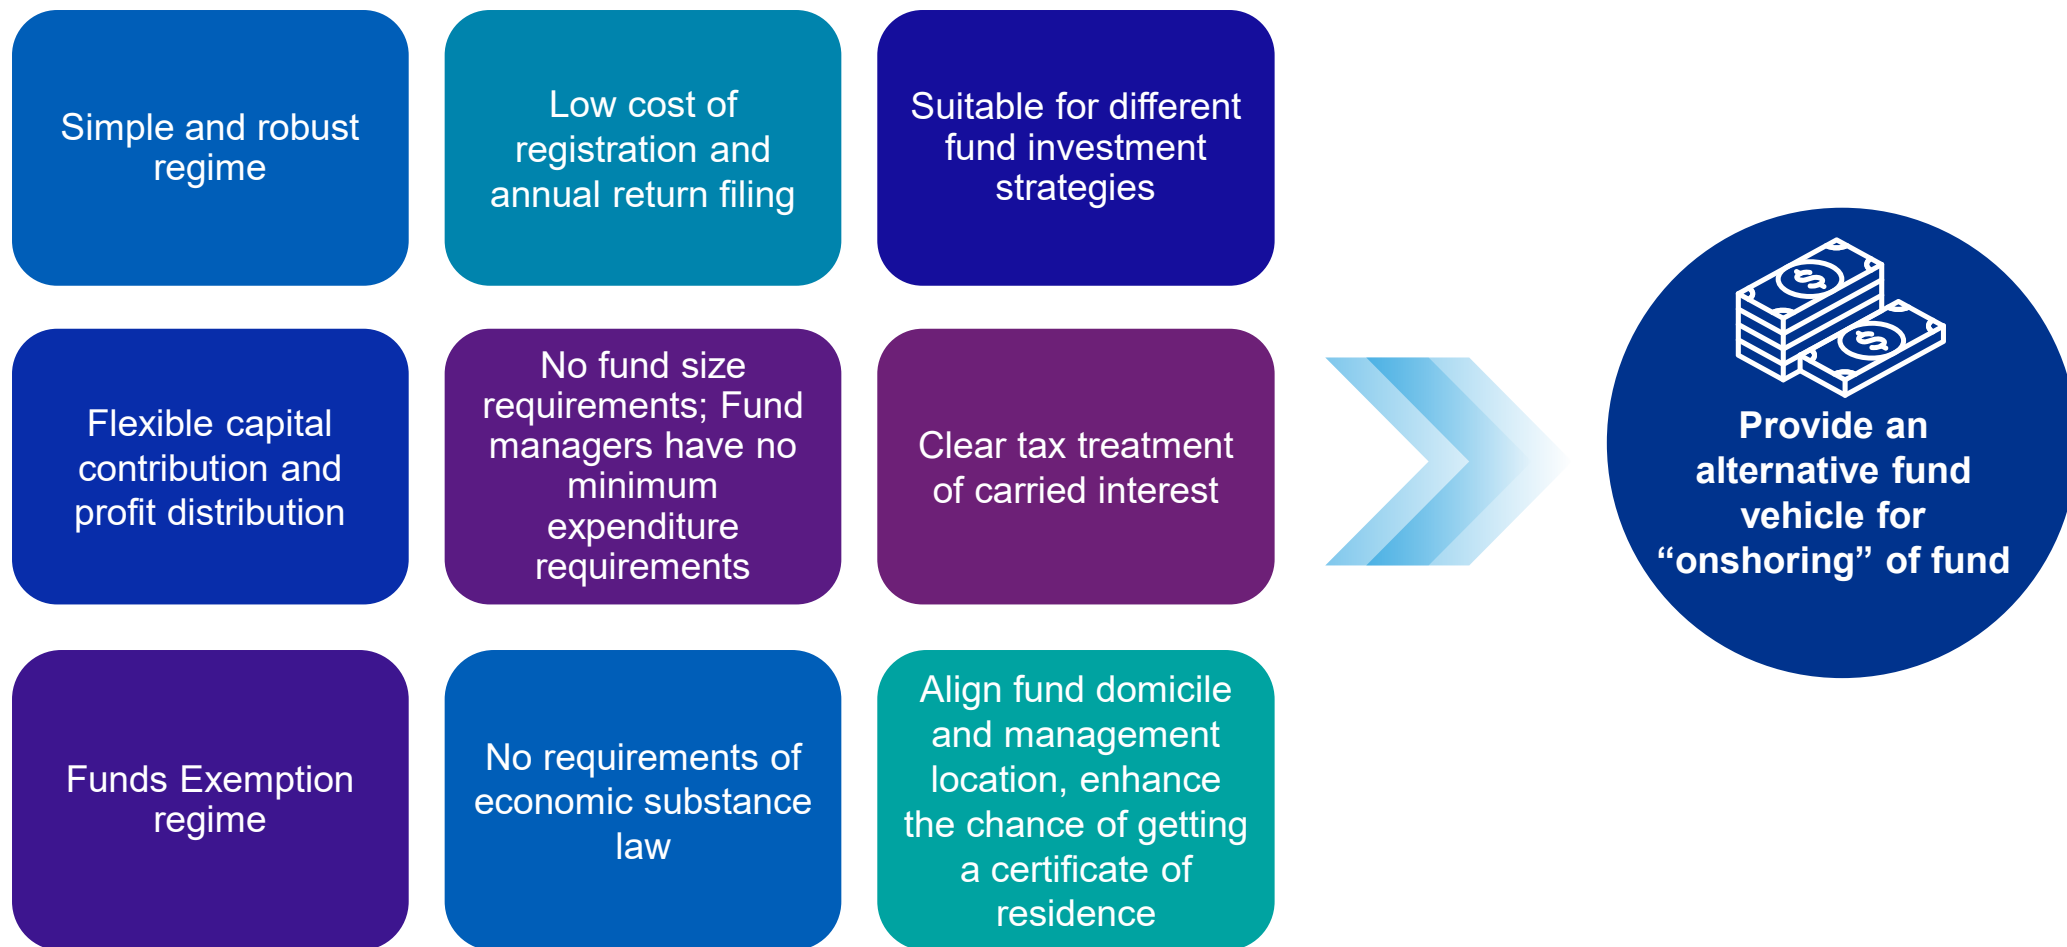 Simple and robust
regime
Low cost of
registration and
annual return filing
Suitable for different
fund investment
strategies
Flexible capital
contribution and
profit distribution
No fund size
requirements; Fund
managers have no
minimum
expenditure
requirements
Clear tax treatment
of carried interest
Funds Exemption
regime
No requirements of
economic substance
law
Align fund domicile
and management
location, enhance
the chance of getting
a certificate of
residence
$
$
Provide an
alternative fund
vehicle for
“onshoring” of fund